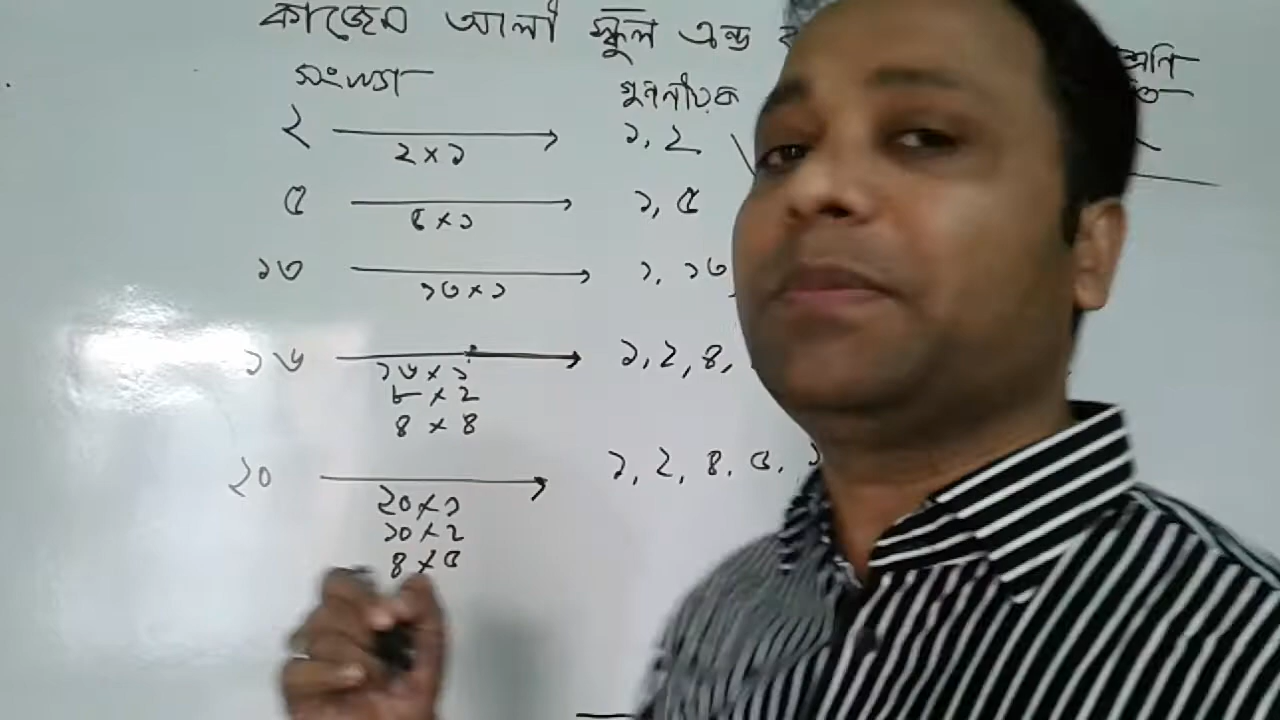 কাজেম আলী স্কুল এন্ড
সংখ্যা গুণনীয়ক
২ ১, ২
২ × ১
৫ ১, ৫
৫ × ১
১৩ ১, ১৩
১৩ × ১
১৬ ১, ২, ৪,
১৬ × ১
৮ × ২
৪ × ৪
২০ ১, ২, ৪, ৫,
২০ × ১
১০ × ২
৪ × ৫